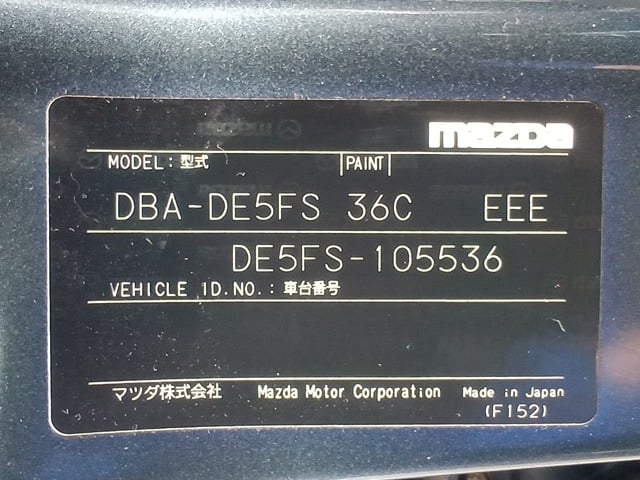 mazda
MODEL: 型式 PAINT
DBA-DE5FS 36C EEE
DE5FS-105536
VEHICLE ID.NO.: 車台番号
マツダ株式会社 Mazda Motor Corporation Made in Japan
(F152)